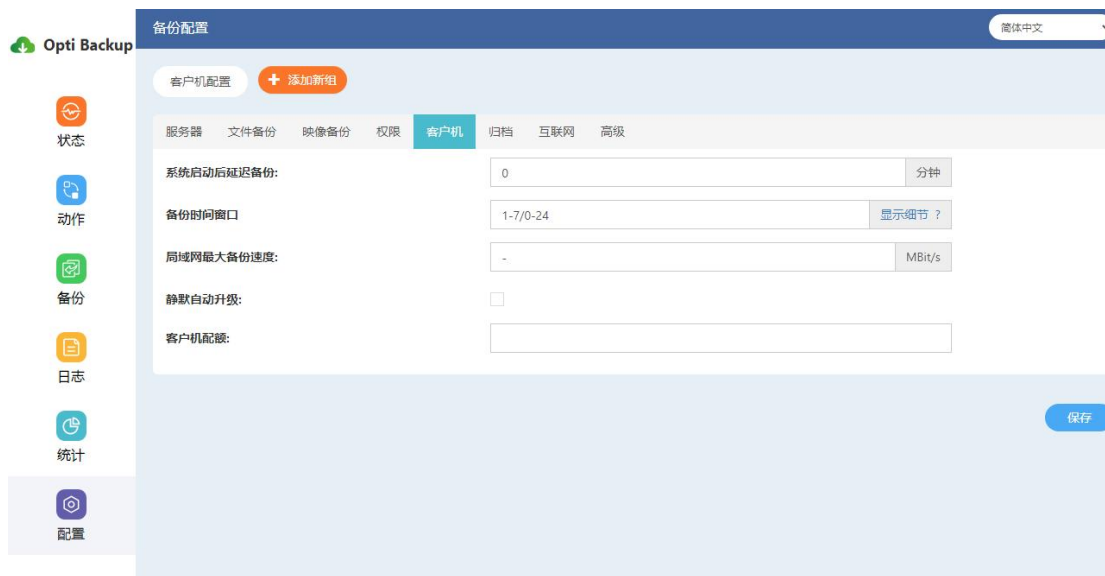 Opti Backup
备份配置
简体中文
客户机配置
+ 添加新组
状态
动作
备份
日志
统计
配置
服务器 文件备份 映像备份 权限 客户机 归档 互联网 高级
系统启动后延迟备份: 0 分钟
备份时间窗口 1-7/0-24 显示细节 ?
局域网最大备份速度: - MBit/s
静默自动升级:
客户机配额:
保存